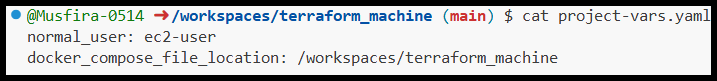 @Musfira-0514 ➜/workspaces/terraform_machine (main) $ cat project-vars.yaml
normal_user: ec2-user
docker_compose_file_location: /workspaces/terraform_machine